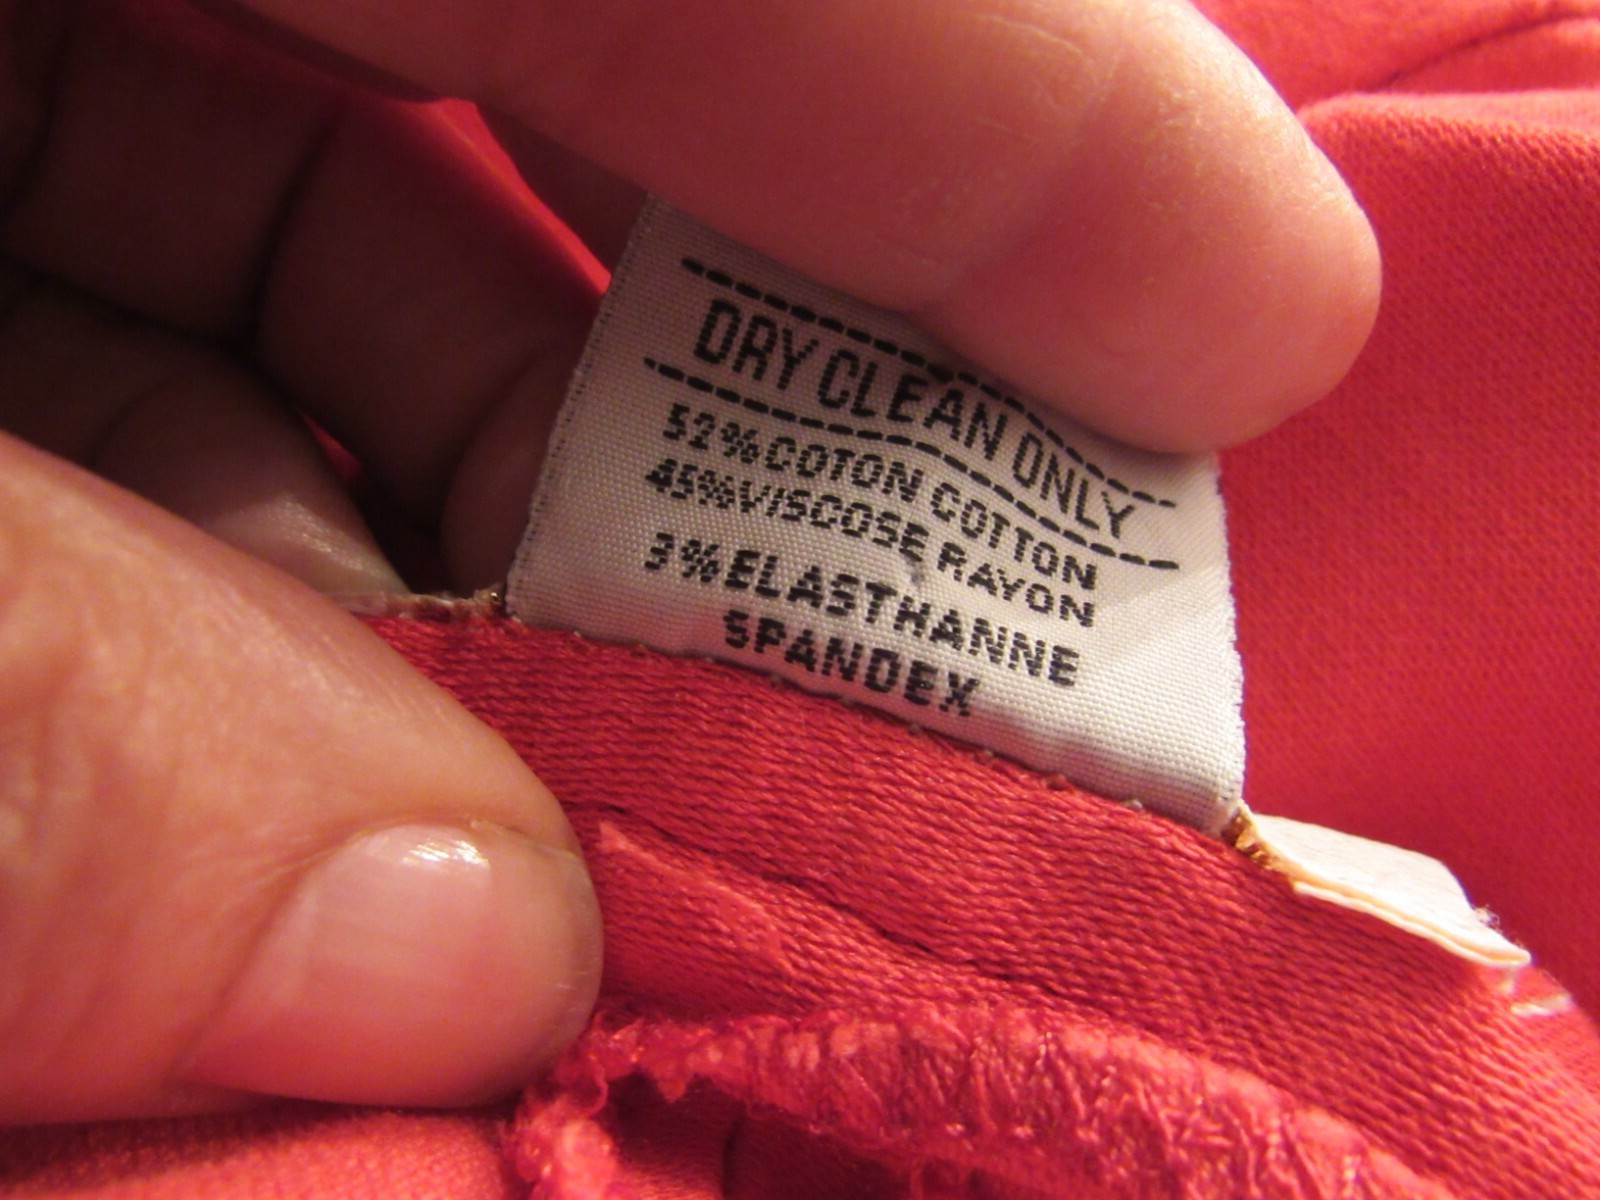 DRY CLEAN ONLY
52% COTON COTTON
45% VISCOSE RAYON
3% ELASTHANNE
SPANDEX